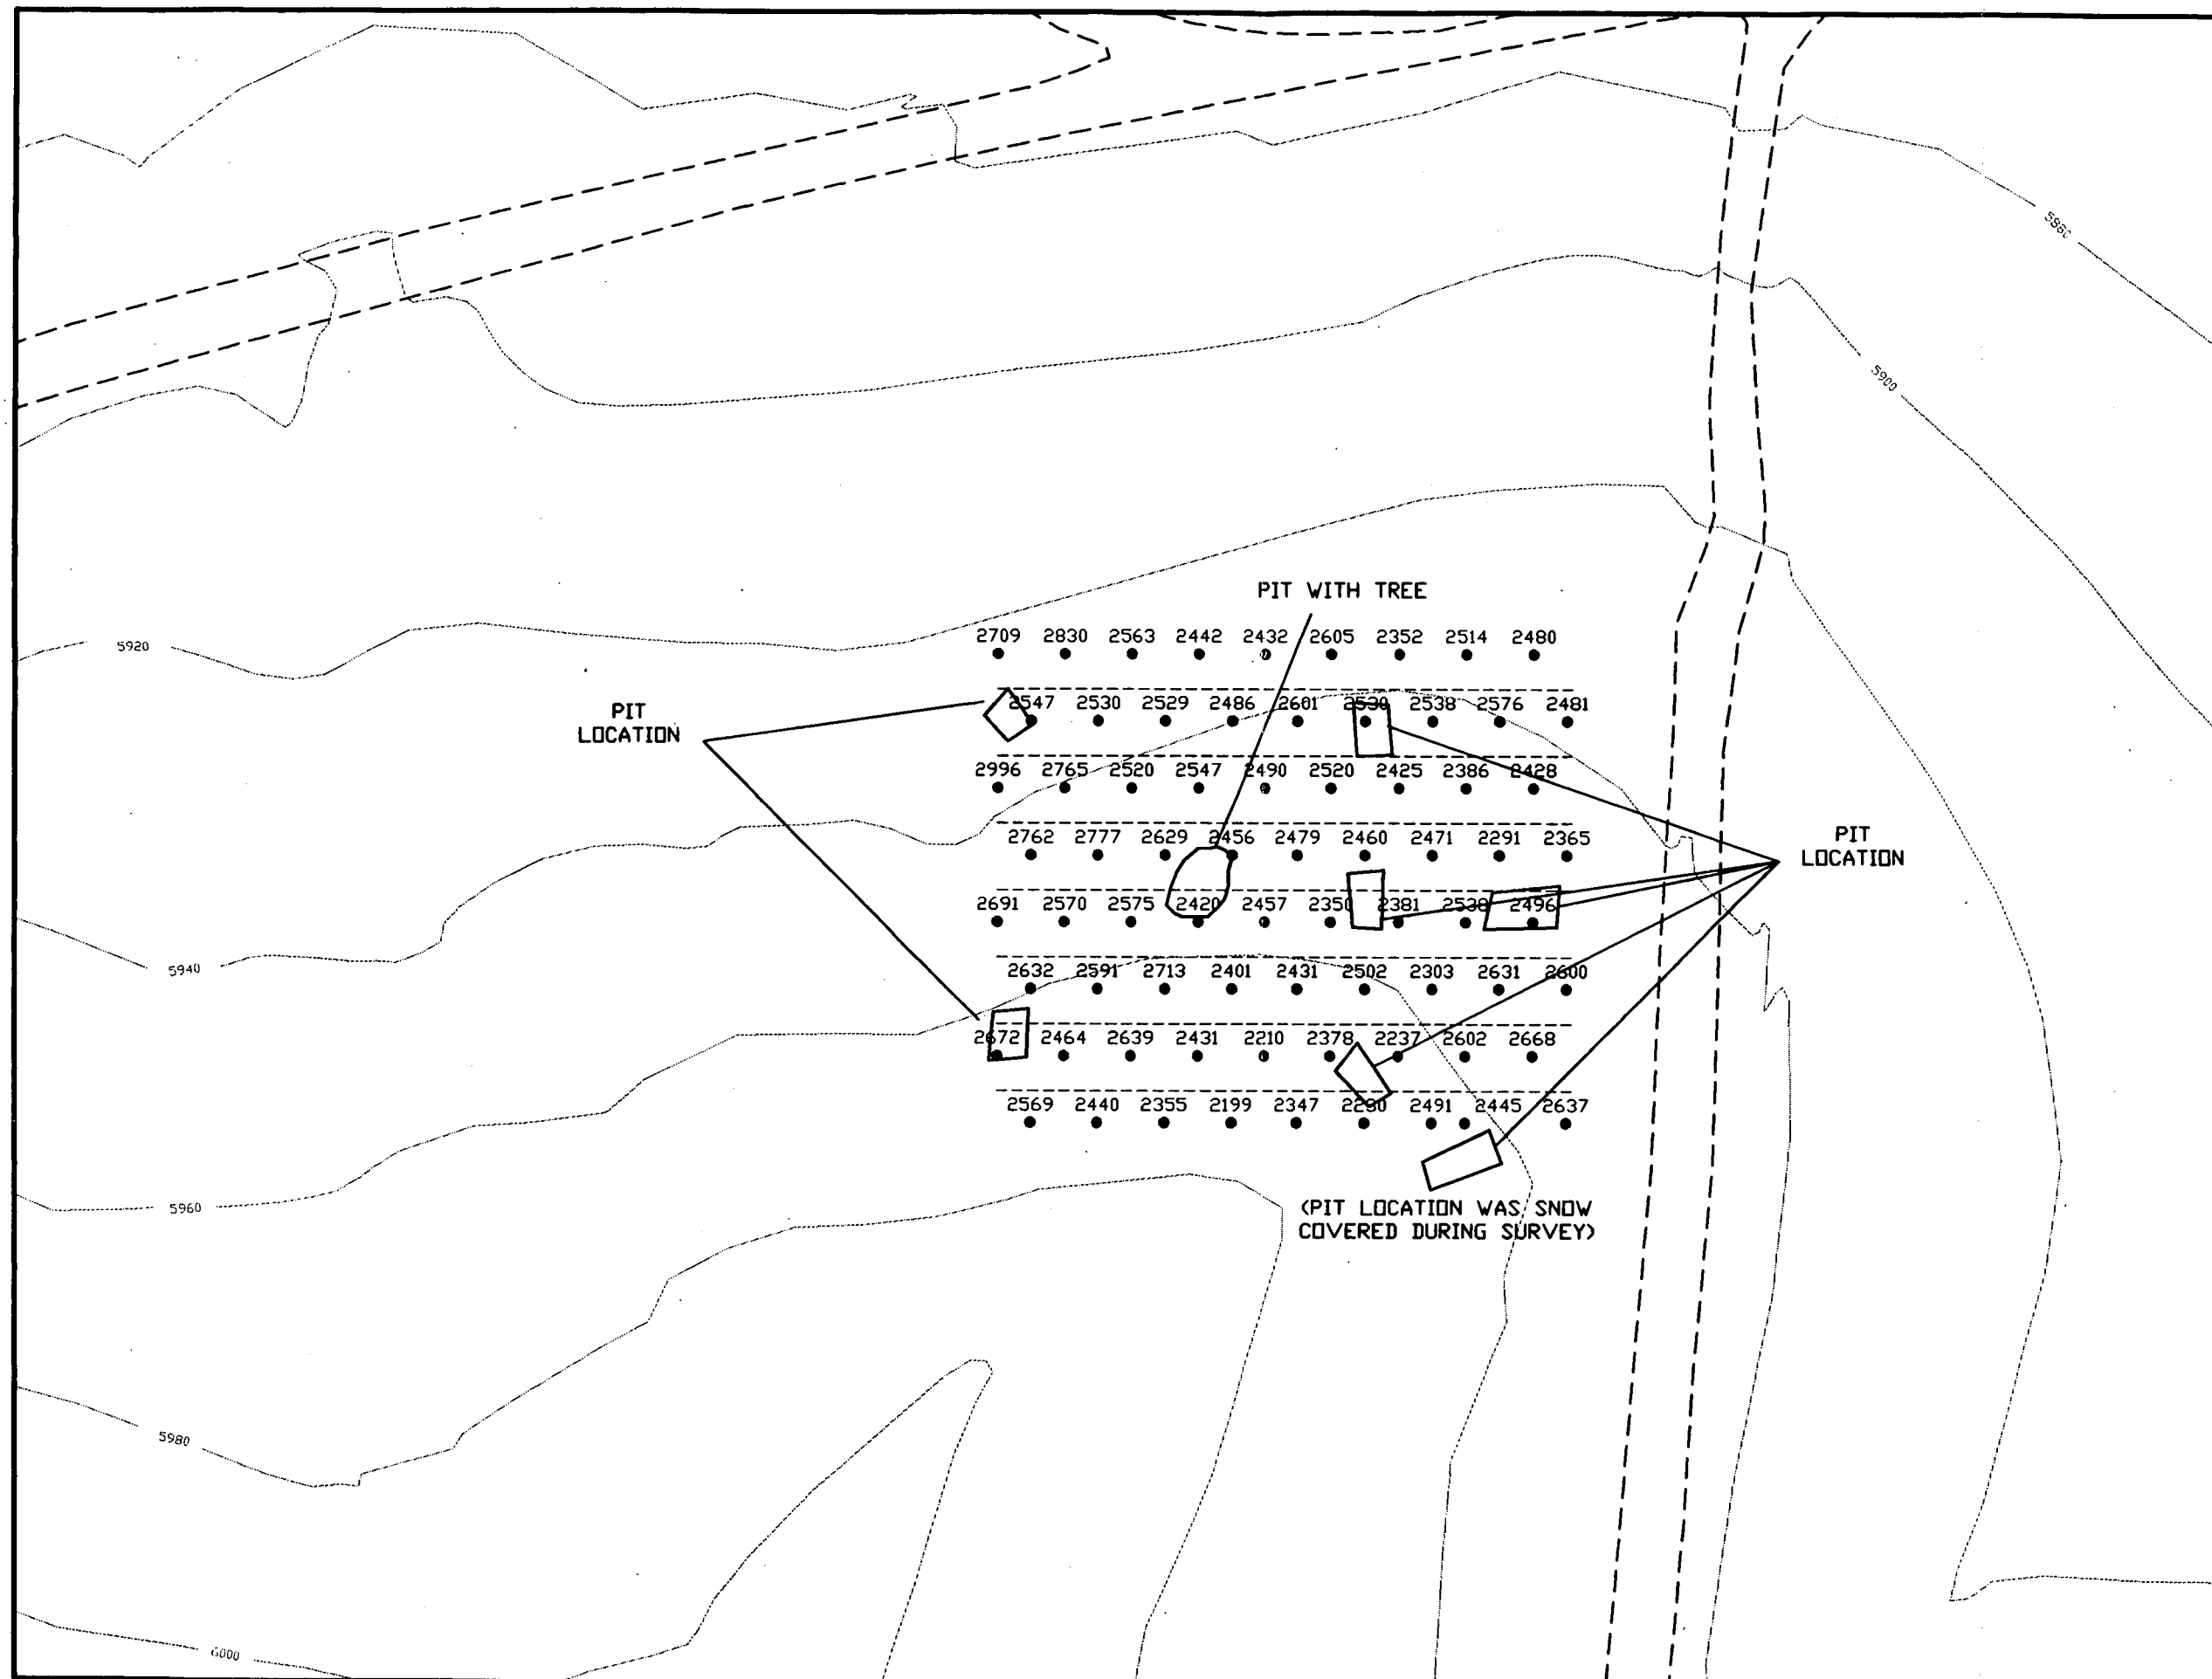 5880
5900
PIT WITH TREE
5920
2709 2830 2563 2442 2432 2605 2352 2514 2480
PIT
LOCATION
2547 2530 2529 2486 2601 2530 2538 2576 2481
2996 2765 2520 2547 2490 2520 2425 2386 2428
2762 2777 2629 2456 2479 2460 2471 2291 2365
PIT
LOCATION
2691 2570 2575 2420 2457 2350 2381 2538 2496
5940
2632 2591 2713 2401 2431 2502 2303 2631 2600
2672 2464 2639 2431 2210 2378 2237 2602 2668
2569 2440 2355 2199 2347 2280 2491 2445 2637
5960
(PIT LOCATION WAS SNOW
COVERED DURING SURVEY)
5980
6000